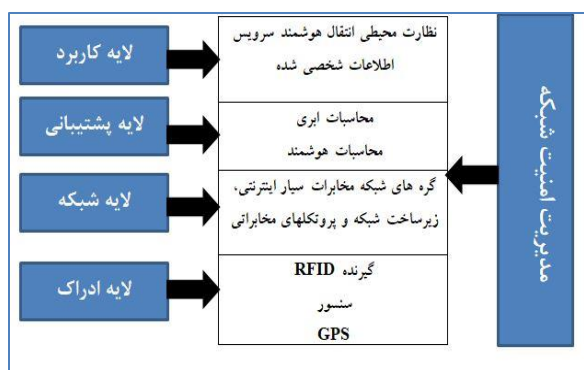 مدیریت امنیت شبکه
لایه کاربرد
نظارت محیطی انتقال هوشمند سرویس
اطلاعات شخصی شده
لایه پشتیبانی
محاسبات ابری
محاسبات هوشمند
لایه شبکه
گره های شبکه مخابرات سیار اینترنتی،
زیرساخت شبکه و پروتکلهای مخابراتی
لایه ادراک
گیرنده RFID
سنسور
GPS